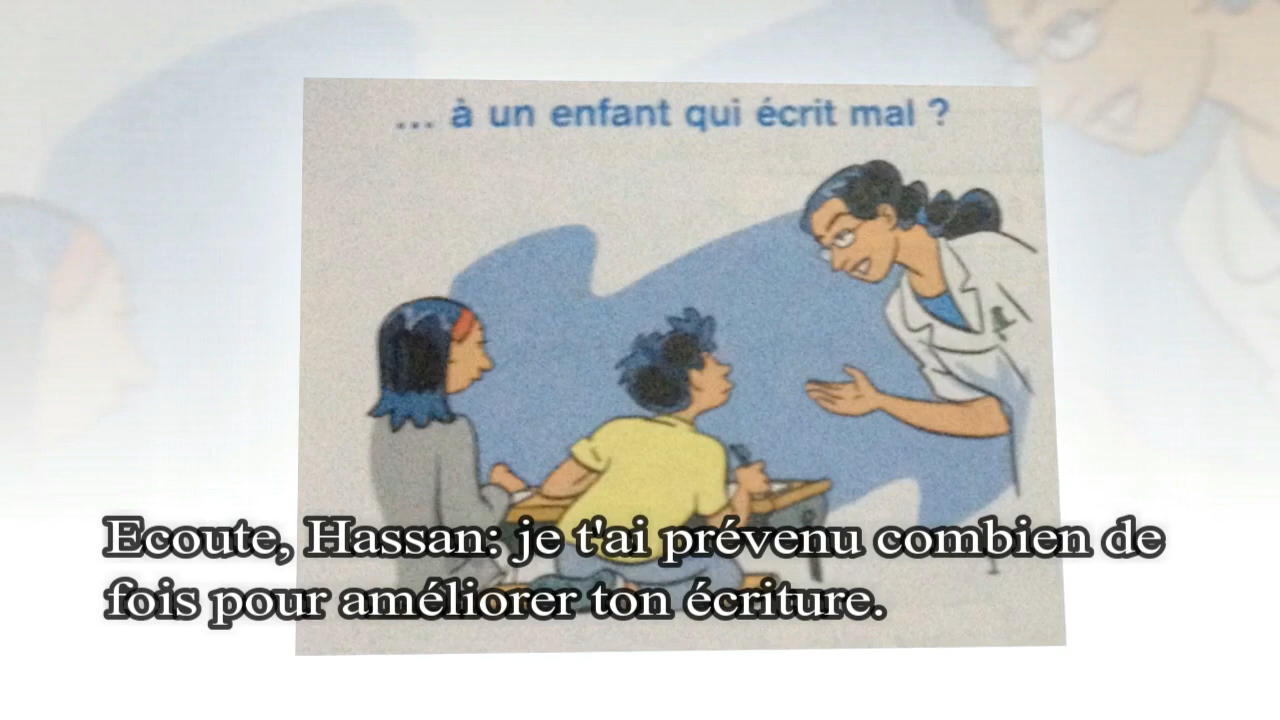 ... à un enfant qui écrit mal ?
Ecoute, Hassan: je t'ai prévenu combien de
fois pour améliorer ton écriture.